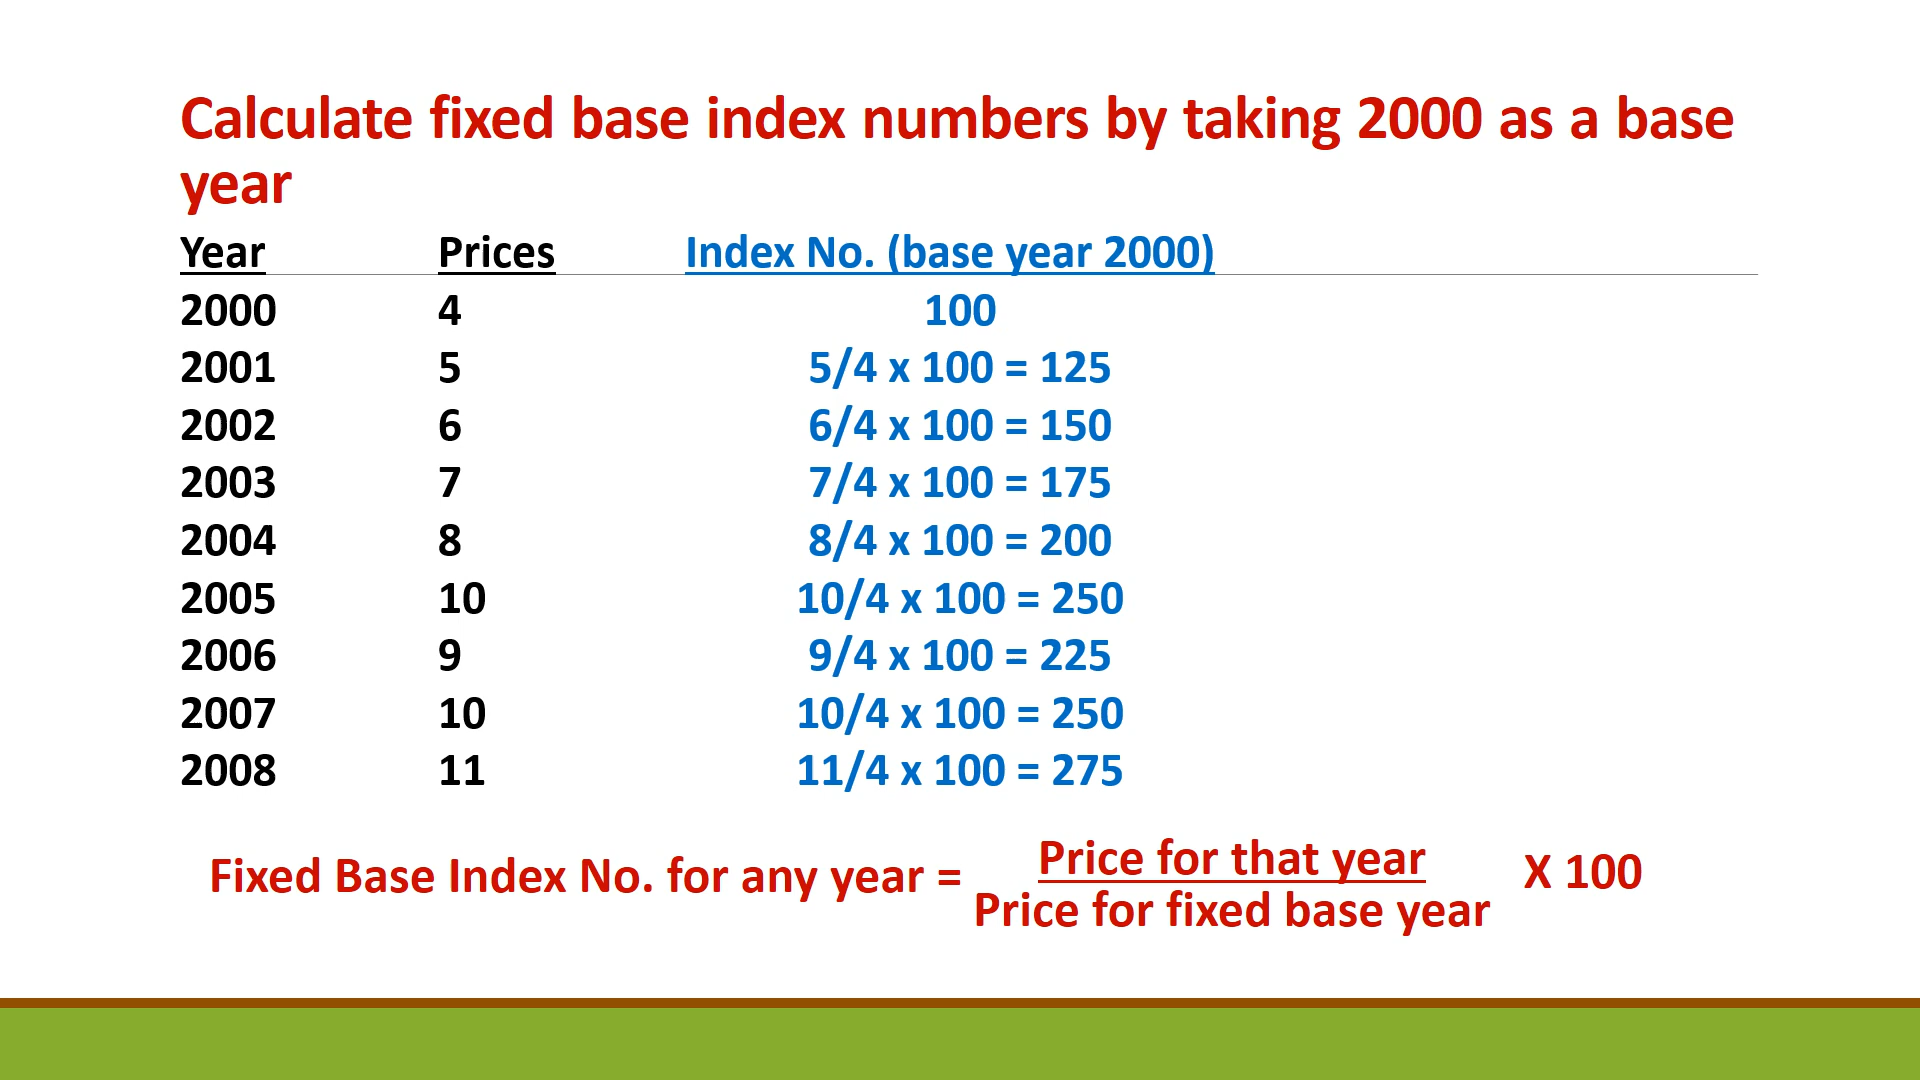 Calculate fixed base index numbers by taking 2000 as a base
year
Year Prices Index No. (base year 2000)
2000 4 100
2001 5 5/4 x 100 = 125
2002 6 6/4 x 100 = 150
2003 7 7/4 x 100 = 175
2004 8 8/4 x 100 = 200
2005 10 10/4 x 100 = 250
2006 9 9/4 x 100 = 225
2007 10 10/4 x 100 = 250
2008 11 11/4 x 100 = 275
Fixed Base Index No. for any year = Price for that year X 100
Price for fixed base year